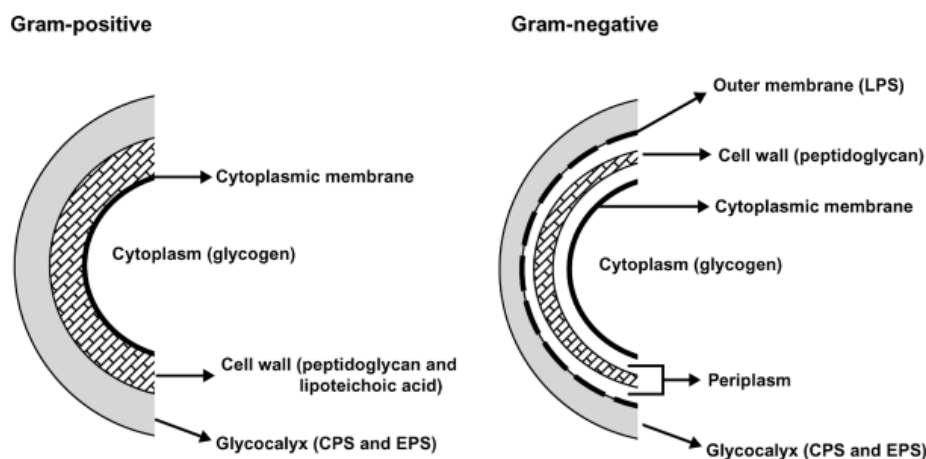 Gram-positive
Cytoplasmic membrane
Cytoplasm (glycogen)
Cell wall (peptidoglycan and
lipoteichoic acid)
Glycocalyx (CPS and EPS)
Gram-negative
Outer membrane (LPS)
Cell wall (peptidoglycan)
Cytoplasmic membrane
Cytoplasm (glycogen)
Periplasm
Glycocalyx (CPS and EPS)